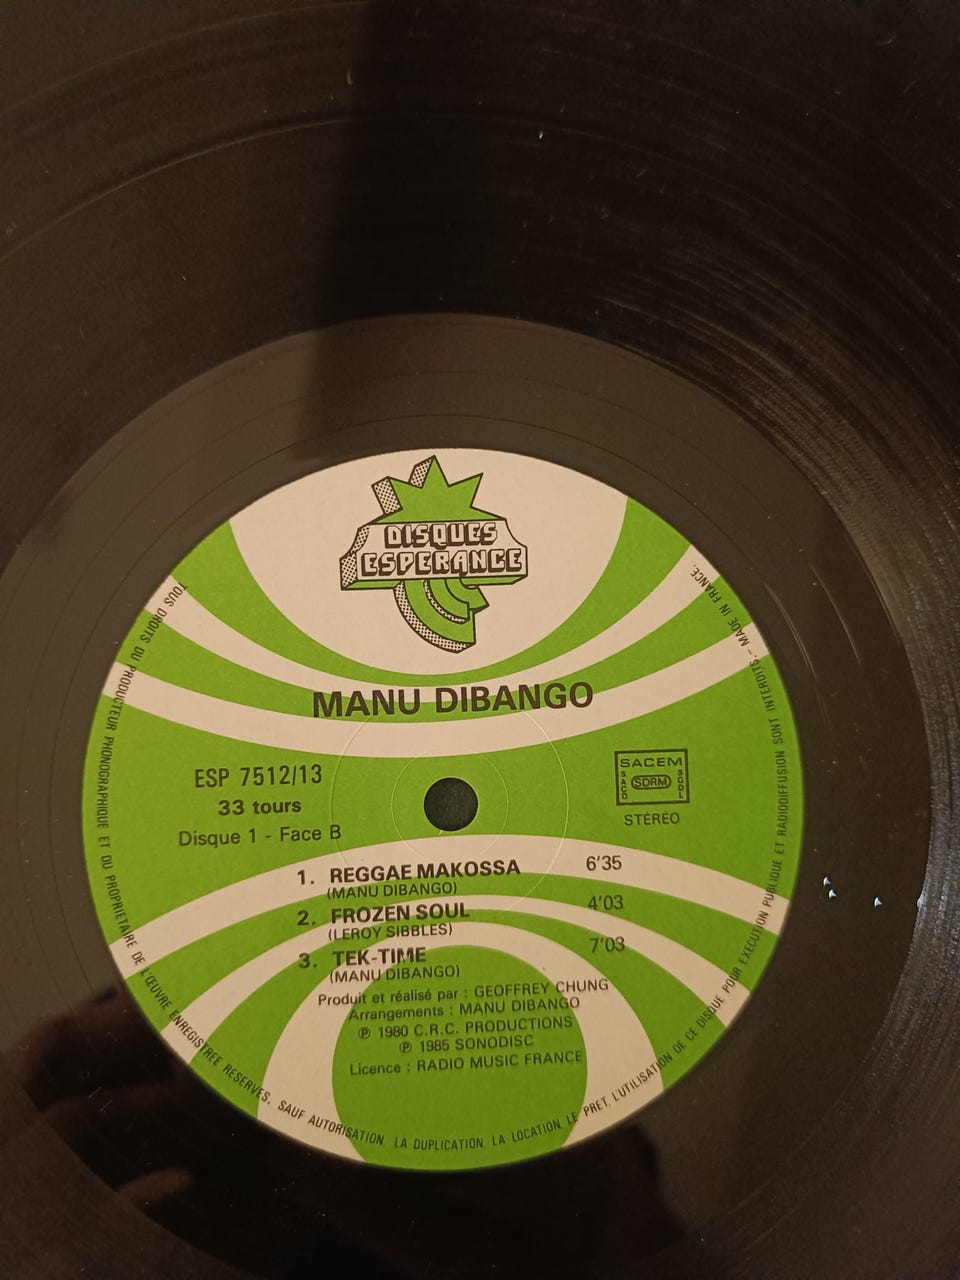 DISQUES
ESPERANCE
MANU DIBANGO
ESP 7512/13
33 tours
Disque 1 - Face B
SACEM
SACD
SDRM
SGDL
STÉRÉO
1. REGGAE MAKOSSA 6'35
(MANU DIBANGO)
2. FROZEN SOUL 4'03
(LEROY SIBBLES)
3. TEK-TIME 7'03
(MANU DIBANGO)
Produit et réalisé par : GEOFFREY CHUNG
Arrangements : MANU DIBANGO
℗ 1980 C.R.C. PRODUCTIONS
℗ 1985 SONODISC
Licence : RADIO MUSIC FRANCE
TOUS DROITS DU PRODUCTEUR PHONOGRAPHIQUE ET DU PROPRIETAIRE DE L'ŒUVRE ENREGISTREE RESERVES. SAUF AUTORISATION, LA DUPLICATION, LA LOCATION, LE PRET, L'UTILISATION DE CE DISQUE POUR EXECUTION PUBLIQUE ET RADIODIFFUSION SONT INTERDITS. - MADE IN FRANCE.